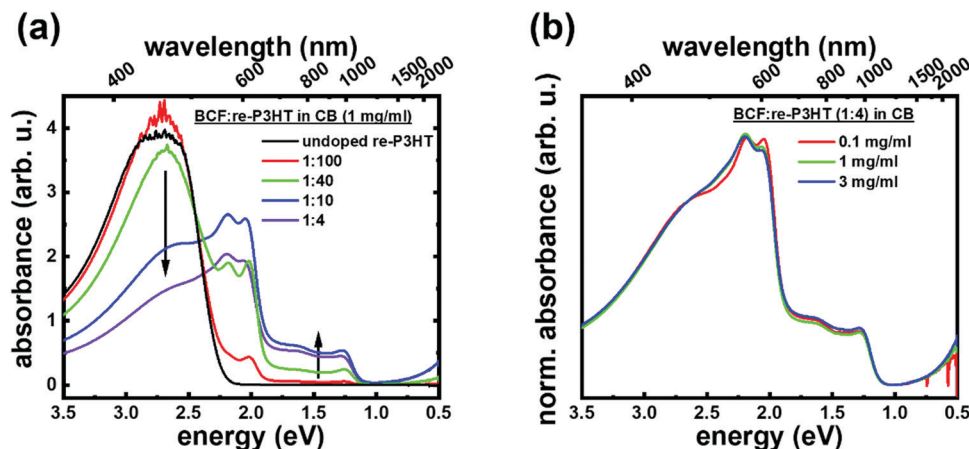 (a)
wavelength (nm)
400 600 800 1000 1500 2000
BCF:re-P3HT in CB (1 mg/ml)
undoped re-P3HT
1:100
1:40
1:10
1:4
absorbance (arb. u.)
4
3
2
1
0
3.5 3.0 2.5 2.0 1.5 1.0 0.5
energy (eV)
(b)
wavelength (nm)
400 600 800 1000 1500 2000
BCF:re-P3HT (1:4) in CB
0.1 mg/ml
1 mg/ml
3 mg/ml
norm. absorbance (arb. u.)
3.5 3.0 2.5 2.0 1.5 1.0 0.5
energy (eV)